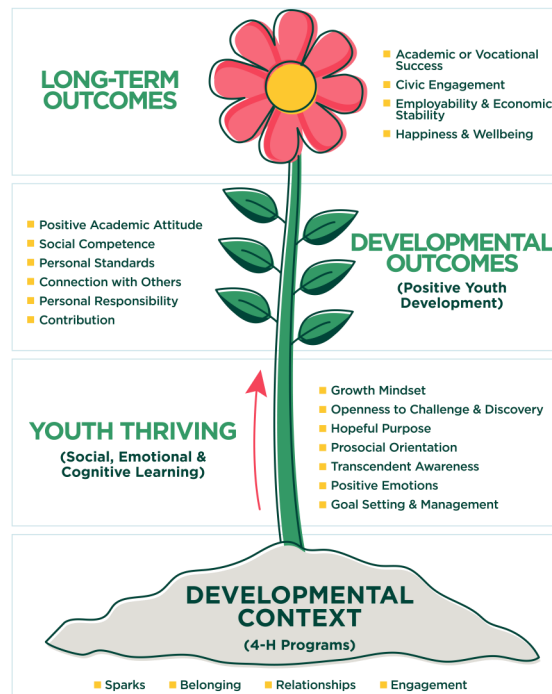 LONG-TERM
OUTCOMES
Academic or Vocational
Success
Civic Engagement
Employability & Economic
Stability
Happiness & Wellbeing
Positive Academic Attitude
Social Competence
Personal Standards
Connection with Others
Personal Responsibility
Contribution
DEVELOPMENTAL
OUTCOMES
(Positive Youth
Development)
YOUTH THRIVING
(Social, Emotional &
Cognitive Learning)
Growth Mindset
Openness to Challenge & Discovery
Hopeful Purpose
Prosocial Orientation
Transcendent Awareness
Positive Emotions
Goal Setting & Management
DEVELOPMENTAL
CONTEXT
(4-H Programs)
Sparks
Belonging
Relationships
Engagement